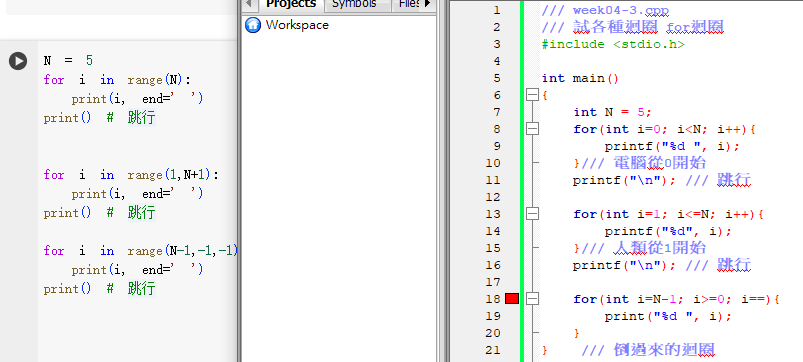 N = 5
for i in range(N):
    print(i, end=' ')
print() # 跳行
for i in range(1,N+1):
    print(i, end=' ')
print() # 跳行
for i in range(N-1,-1,-1)
    print(i, end=' ')
print() # 跳行
Projects Symbols Files
Workspace
1 /// week04-3.cpp
2 /// 試各種迴圈 for迴圈
3 #include <stdio.h>
4
5 int main()
6 {
7     int N = 5;
8     for(int i=0; i<N; i++){
9         printf("%d ", i);
10     }/// 電腦從0開始
11     printf("\n"); /// 跳行
12
13     for(int i=1; i<=N; i++){
14         print("%d", i);
15     }/// 人類從1開始
16     printf("\n"); /// 跳行
17
18     for(int i=N-1; i>=0; i==){
19         print("%d ", i);
20     }
21 }    /// 倒過來的迴圈